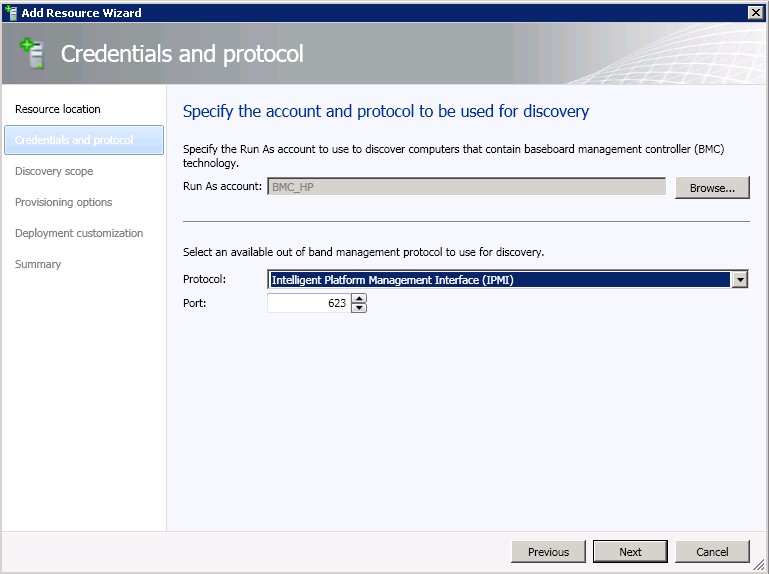 Add Resource Wizard
Credentials and protocol
Resource location
Credentials and protocol
Discovery scope
Provisioning options
Deployment customization
Summary
Specify the account and protocol to be used for discovery
Specify the Run As account to use to discover computers that contain baseboard management controller (BMC)
technology.
Run As account: BMC_HP Browse...
Select an available out of band management protocol to use for discovery.
Protocol: Intelligent Platform Management Interface (IPMI)
Port: 623
Previous Next Cancel